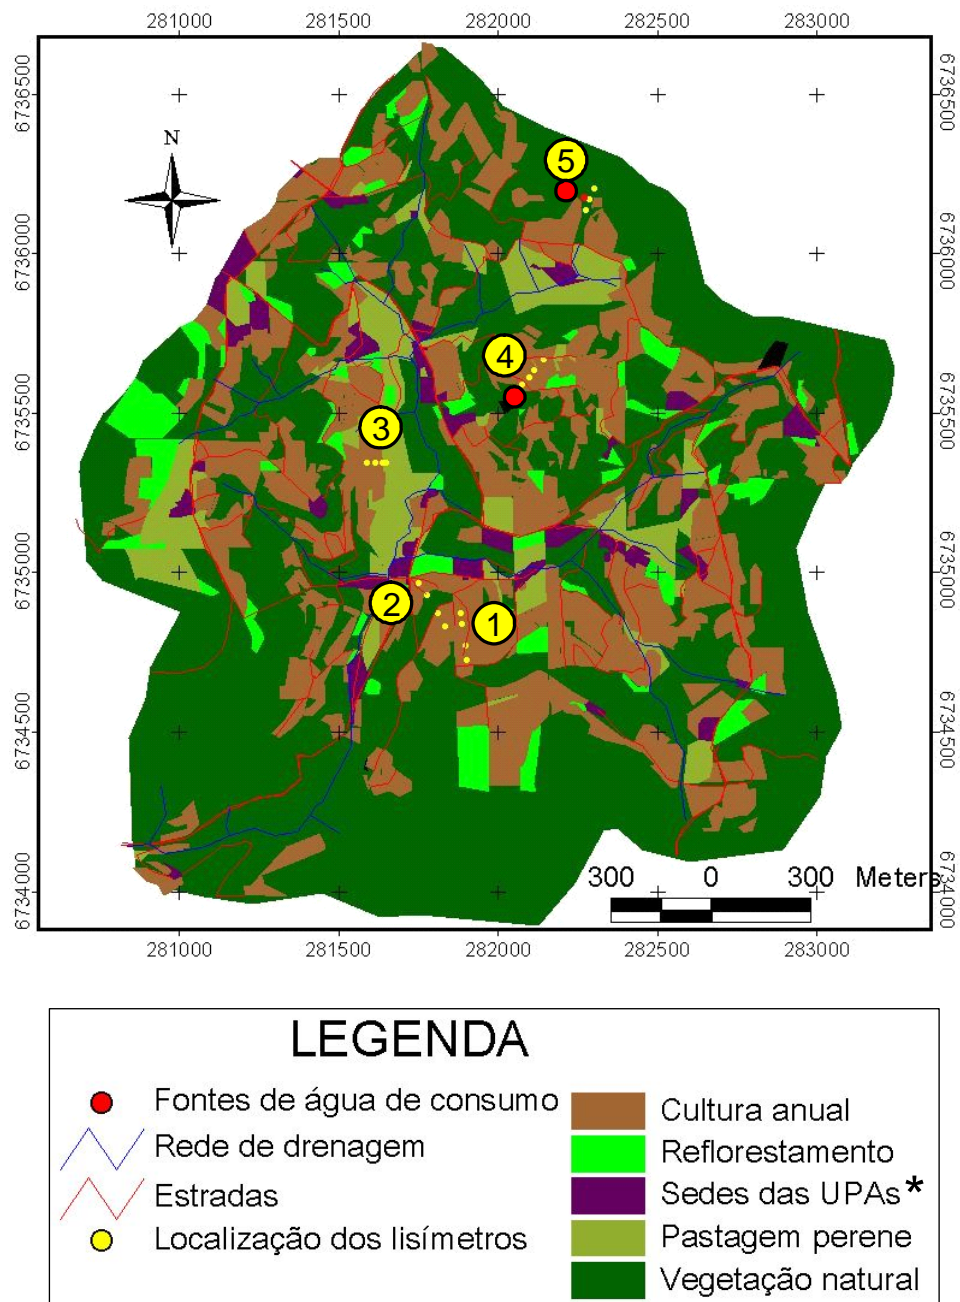 281000 281500 282000 282500 283000
6736500 6736500
N
5
6736000 6736000
4
6735500 6735500
3
6735000 6735000
2
1
6734500 6734500
300 0 300 Meters
6734000 6734000
281000 281500 282000 282500 283000
LEGENDA
Fontes de água de consumo
Rede de drenagem
Estradas
Localização dos lisímetros
Cultura anual
Reflorestamento
Sedes das UPAs*
Pastagem perene
Vegetação natural